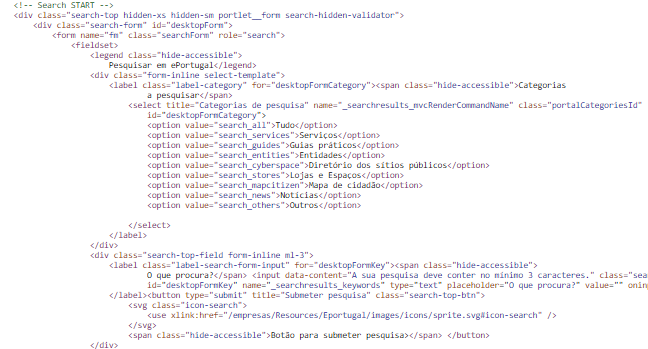 <!-- Search START -->
<div class="search-top hidden-xs hidden-sm portlet__form search-hidden-validator">
<div class="search-form" id="desktopForm">
<form name="fm" class="searchForm" role="search">
<fieldset>
<legend class="hide-accessible">
Pesquisar em ePortugal</legend>
<div class="form-inline select-template">
<label class="label-category" for="desktopFormCategory"><span class="hide-accessible">Categorias
a pesquisar</span>
<select title="Categorias de pesquisa" name="_searchresults_mvcRenderCommandName" class="portalCategoriesId"
id="desktopFormCategory">
<option value="search_all">Tudo</option>
<option value="search_services">Serviços</option>
<option value="search_guides">Guias práticos</option>
<option value="search_entities">Entidades</option>
<option value="search_cyberspace">Diretório dos sítios públicos</option>
<option value="search_stores">Lojas e Espaços</option>
<option value="search_mapcitizen">Mapa de cidadão</option>
<option value="search_news">Notícias</option>
<option value="search_others">Outros</option>
</select>
</label>
</div>
<div class="search-top-field form-inline ml-3">
<label class="label-search-form-input" for="desktopFormKey"><span class="hide-accessible">
O que procura?</span> <input data-content="A sua pesquisa deve conter no mínimo 3 caracteres." class="sea
id="desktopFormKey" name="_searchresults_keywords" type="text" placeholder="O que procura?" value="" onin
</label><button type="submit" title="Submeter pesquisa" class="search-top-btn">
<svg class="icon-search">
<use xlink:href="/empresas/Resources/Eportugal/images/icons/sprite.svg#icon-search" />
</svg>
<span class="hide-accessible">Botão para submeter pesquisa></span> </button>
</div>